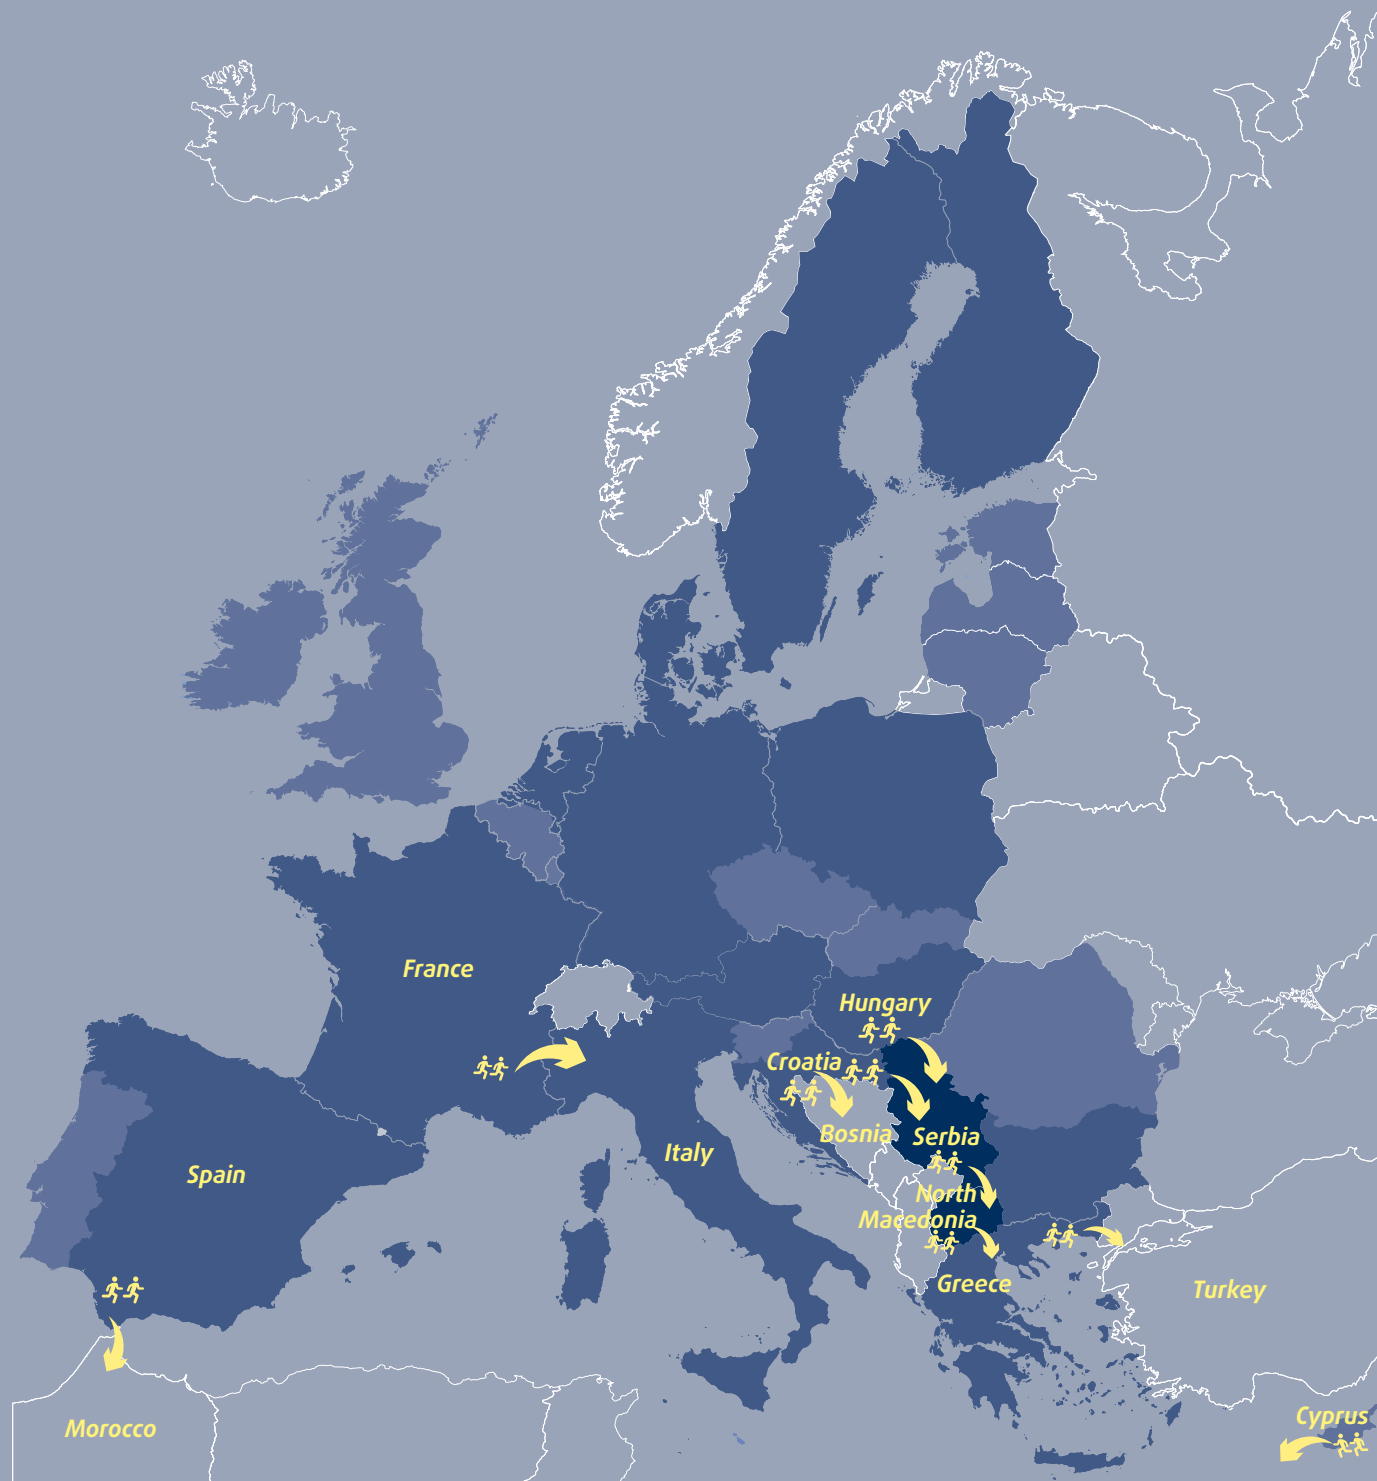 France
Hungary
Croatia
Bosnia
Serbia
Italy
Spain
North
Macedonia
Greece
Turkey
Morocco
Cyprus